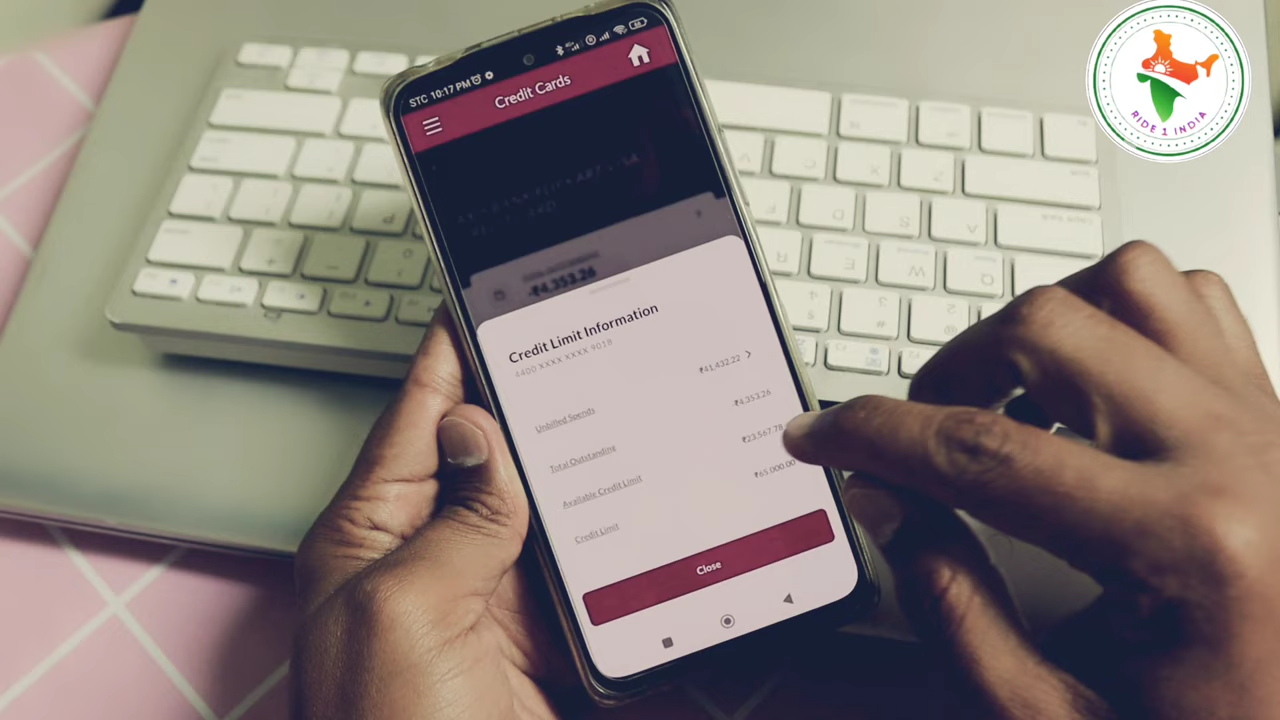 STC 10:17 PM
Credit Cards
-₹4,353.26
Credit Limit Information
4400 XXXX XXXX 9018
Unbilled Spends ₹41,432.22
Total Outstanding -₹4,353.26
Available Credit Limit ₹23,567.78
Credit Limit ₹65,000.00
Close
RIDE 1 INDIA